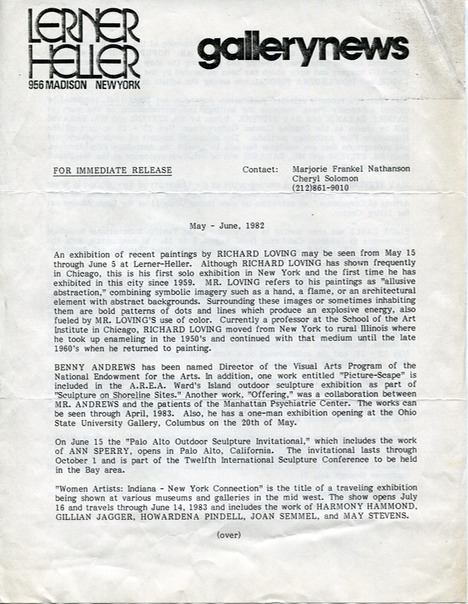 LERNER
HELLER
956 MADISON NEW YORK
gallerynews
FOR IMMEDIATE RELEASE Contact: Marjorie Frankel Nathanson
Cheryl Solomon
(212)861-9010
May - June, 1982
An exhibition of recent paintings by RICHARD LOVING may be seen from May 15
through June 5 at Lerner-Heller. Although RICHARD LOVING has shown frequently
in Chicago, this is his first solo exhibition in New York and the first time he has
exhibited in this city since 1959. MR. LOVING refers to his paintings as "allusive
abstraction," combining symbolic imagery such as a hand, a flame, or an architectural
element with abstract backgrounds. Surrounding these images or sometimes inhabiting
them are bold patterns of dots and lines which produce an explosive energy, also
fueled by MR. LOVING'S use of color. Currently a professor at the School of the Art
Institute in Chicago, RICHARD LOVING moved from New York to rural Illinois where
he took up enameling in the 1950's and continued with that medium until the late
1960's when he returned to painting.
BENNY ANDREWS has been named Director of the Visual Arts Program of the
National Endowment for the Arts. In addition, one work entitled "Picture-Scape" is
included in the A.R.E.A. Ward's Island outdoor sculpture exhibition as part of
"Sculpture on Shoreline Sites." Another work, "Offering," was a collaboration between
MR. ANDREWS and the patients of the Manhattan Psychiatric Center. The works can
be seen through April, 1983. Also, he has a one-man exhibition opening at the Ohio
State University Gallery, Columbus on the 20th of May.
On June 15 the "Palo Alto Outdoor Sculpture Invitational," which includes the work
of ANN SPERRY, opens in Palo Alto, California. The invitational lasts through
October 1 and is part of the Twelfth International Sculpture Conference to be held
in the Bay area.
"Women Artists: Indiana - New York Connection" is the title of a traveling exhibition
being shown at various museums and galleries in the mid west. The show opens July
16 and travels through June 14, 1983 and includes the work of HARMONY HAMMOND,
GILLIAN JAGGER, HOWARDENA PINDELL, JOAN SEMMEL, and MAY STEVENS.
(over)